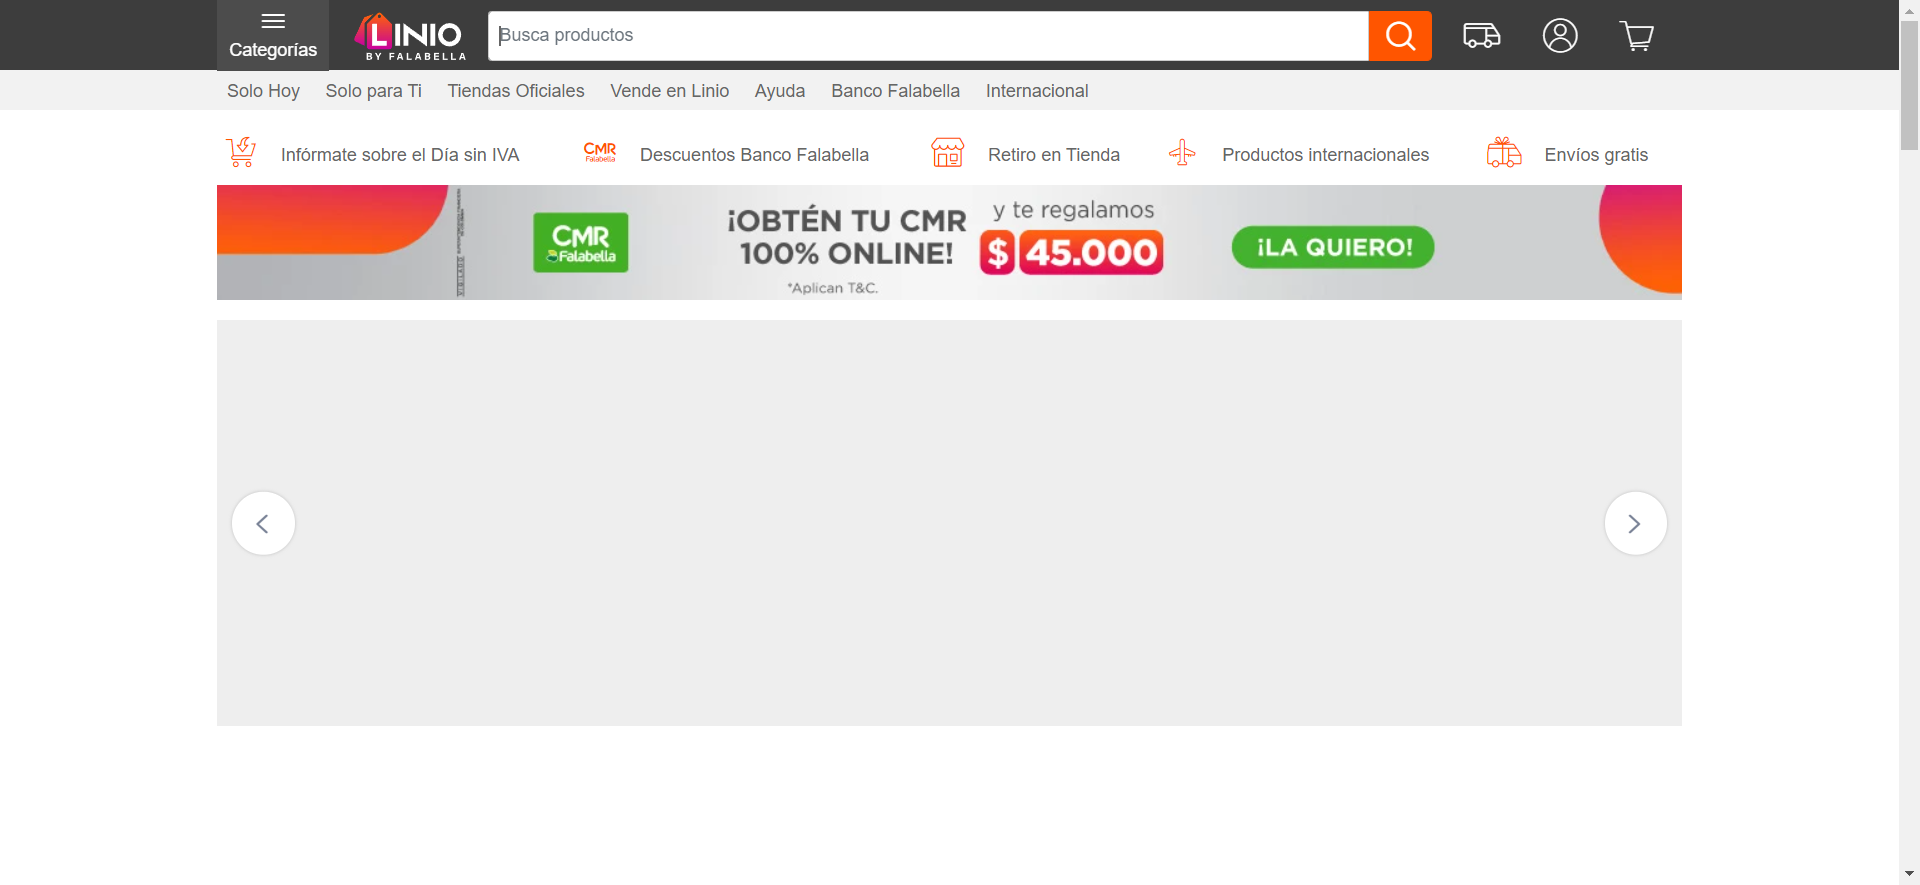 Categorías
LINIO
BY FALABELLA
Busca productos
Solo Hoy
Solo para Ti
Tiendas Oficiales
Vende en Linio
Ayuda
Banco Falabella
Internacional
Infórmate sobre el Día sin IVA
CMR
Falabella
Descuentos Banco Falabella
Retiro en Tienda
Productos internacionales
Envíos gratis
VIGILADO
CMR
Falabella
¡OBTÉN TU CMR
100% ONLINE!
*Aplican T&C.
y te regalamos
$ 45.000
¡LA QUIERO!